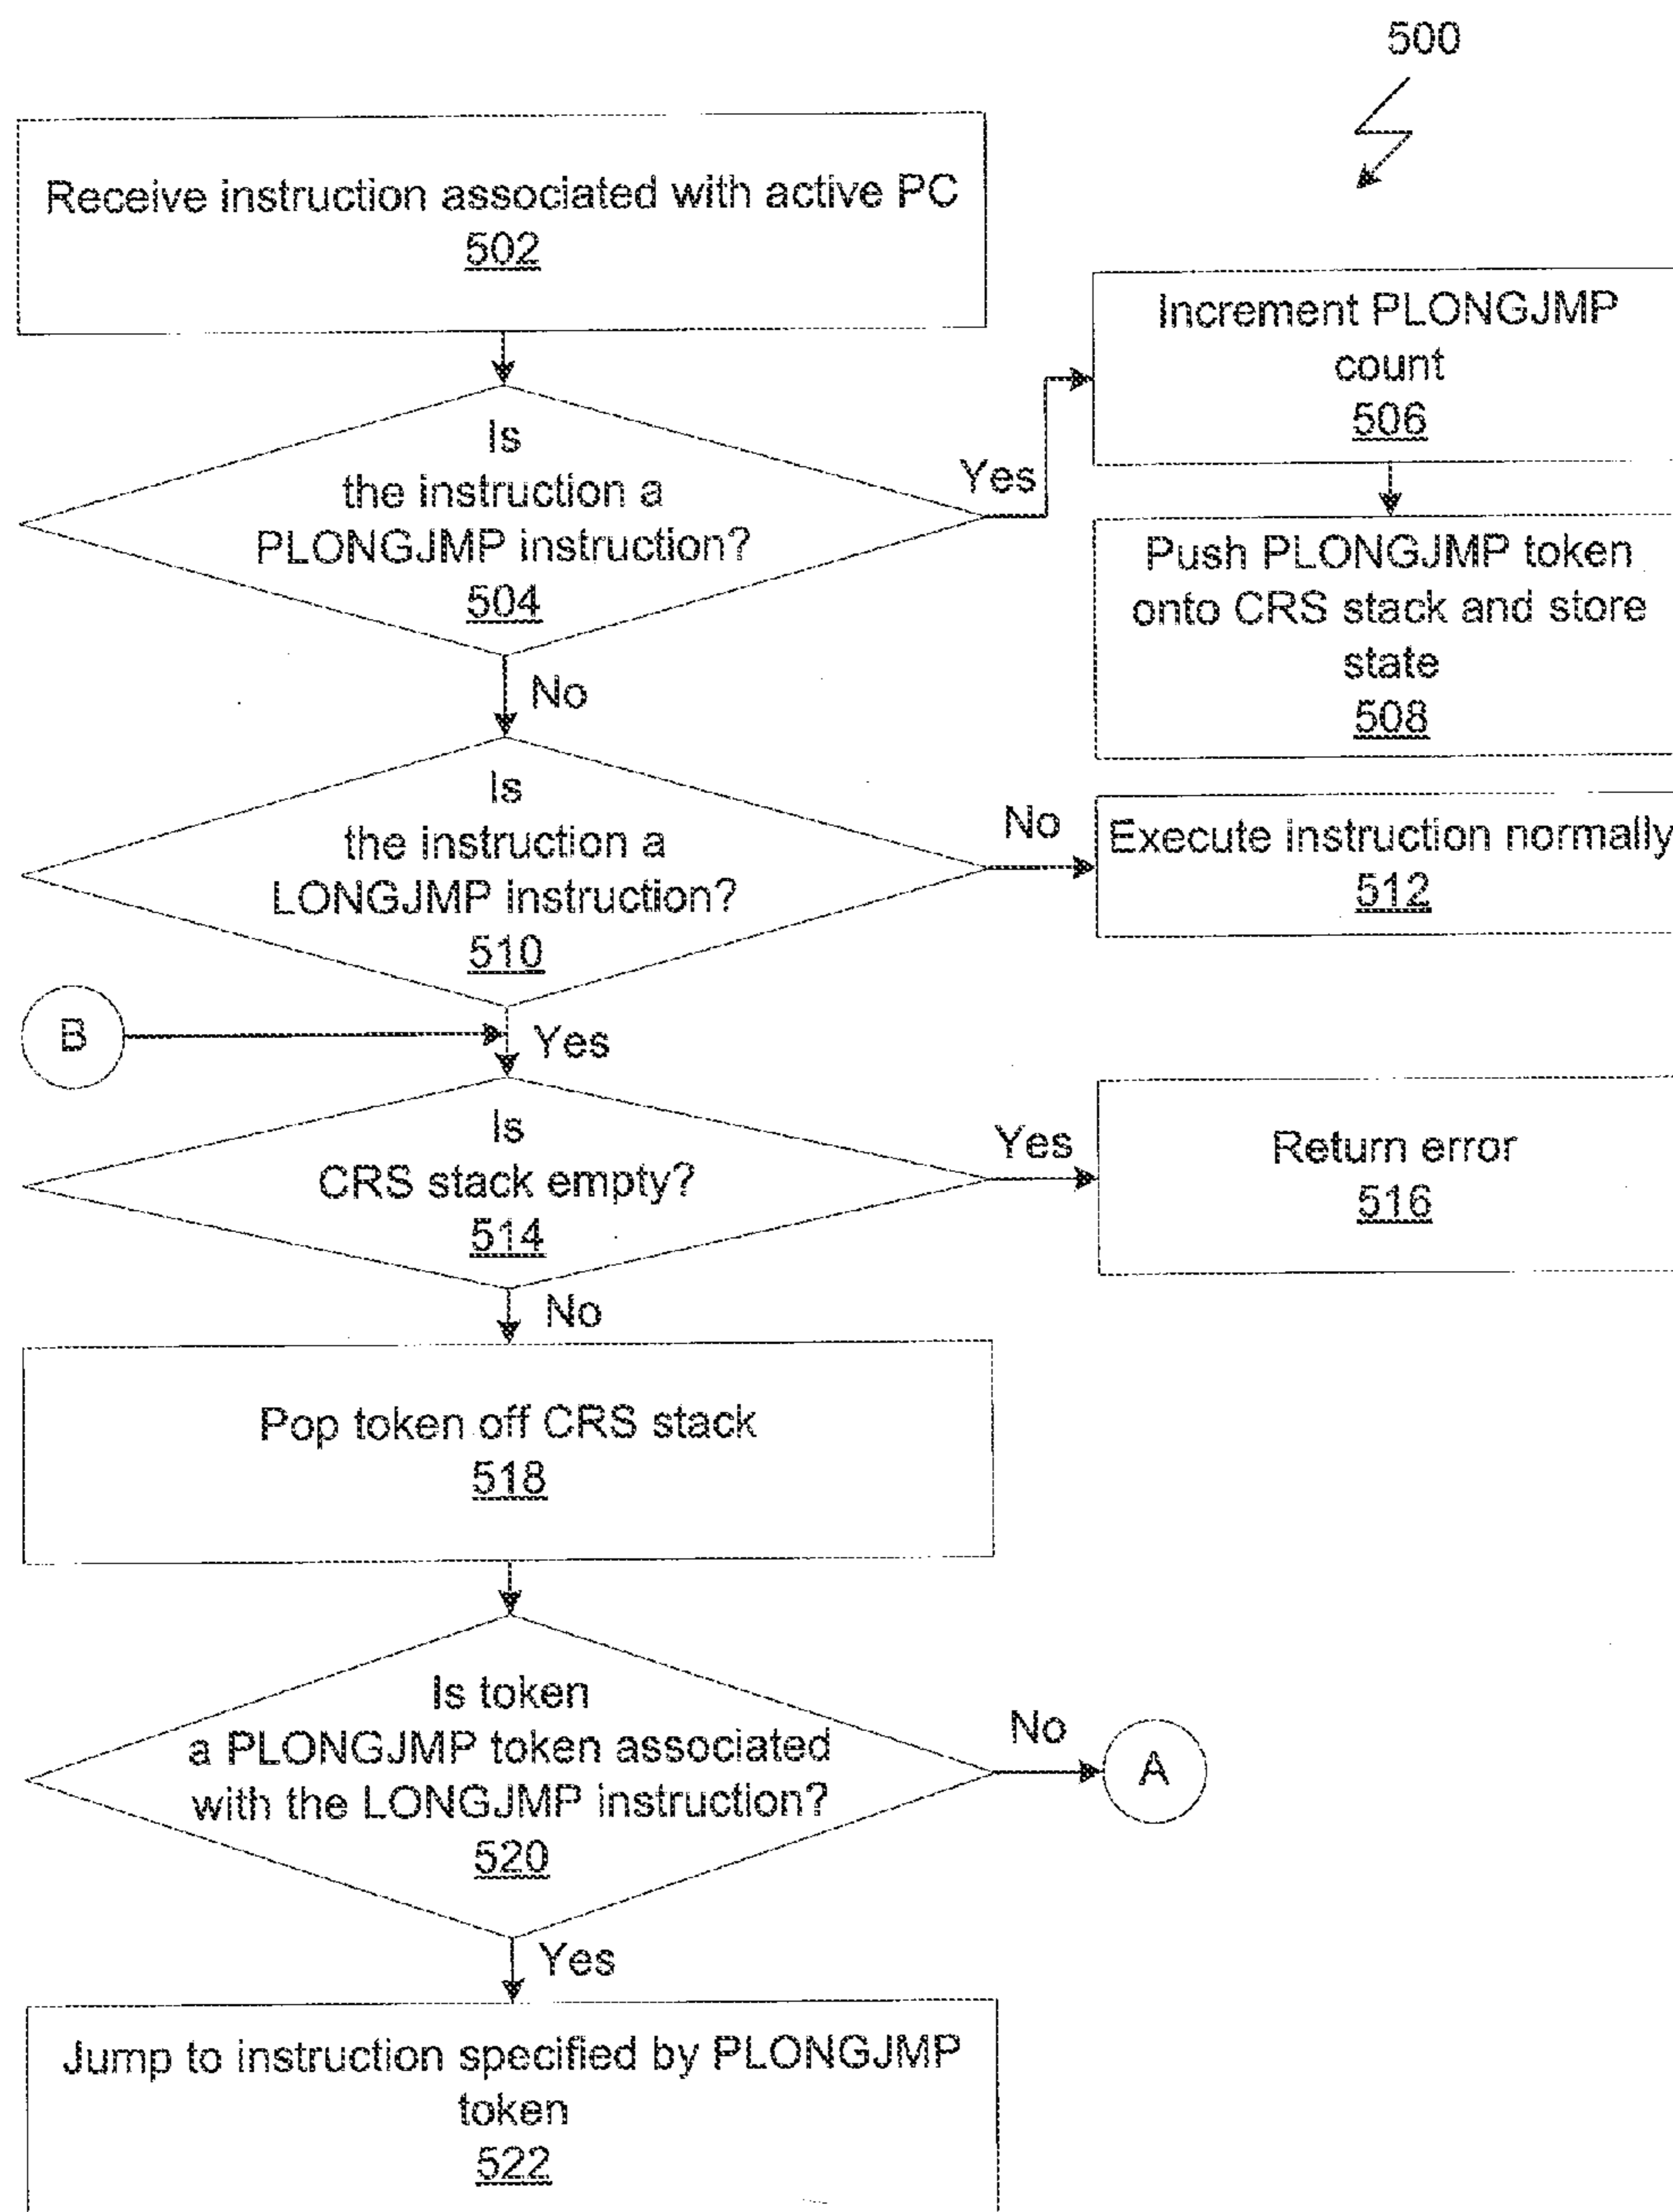 500
Receive instruction associated with active PC
502
Is
the instruction a
PLONGJMP instruction?
504
Yes
Increment PLONGJMP
count
506
Push PLONGJMP token
onto CRS stack and store
state
508
No
Is
the instruction a
LONGJMP instruction?
510
No
Execute instruction normally
512
B
Yes
Is
CRS stack empty?
514
Yes
Return error
516
No
Pop token off CRS stack
518
Is token
a PLONGJMP token associated
with the LONGJMP instruction?
520
No
A
Yes
Jump to instruction specified by PLONGJMP
token
522